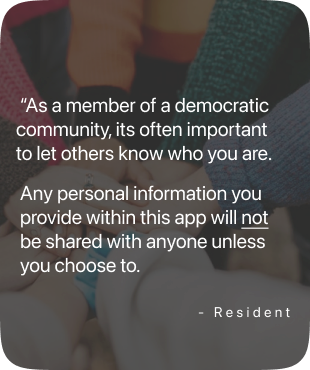 “As a member of a democratic
community, its often important
to let others know who you are.
Any personal information you
provide within this app will not
be shared with anyone unless
you choose to.
- Resident